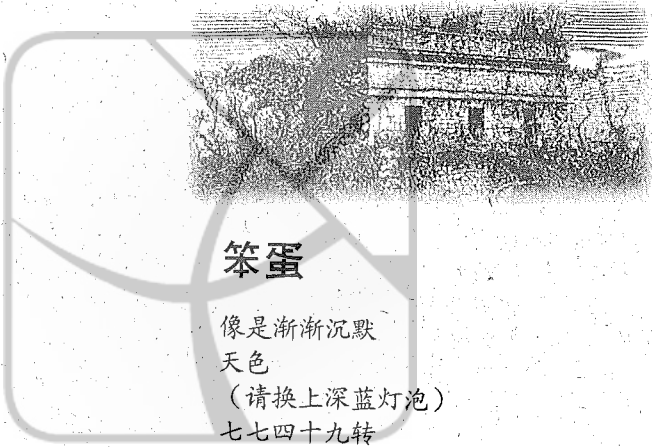 笨蛋
像是渐渐沉默
天色
（请换上深蓝灯泡）
七七四十九转